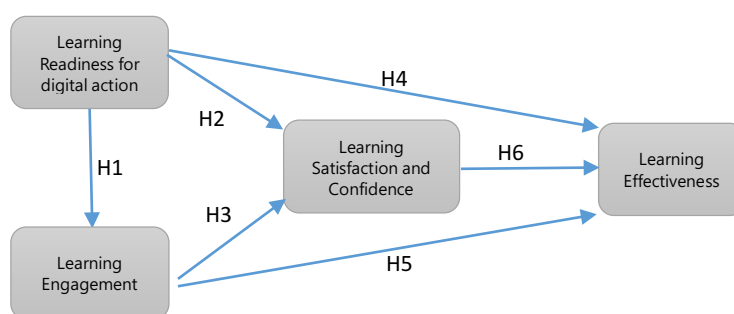 Learning
Readiness for
digital action
H4
H2
Learning
Satisfaction and
Confidence
H6
Learning
Effectiveness
H1
H3
Learning
Engagement
H5